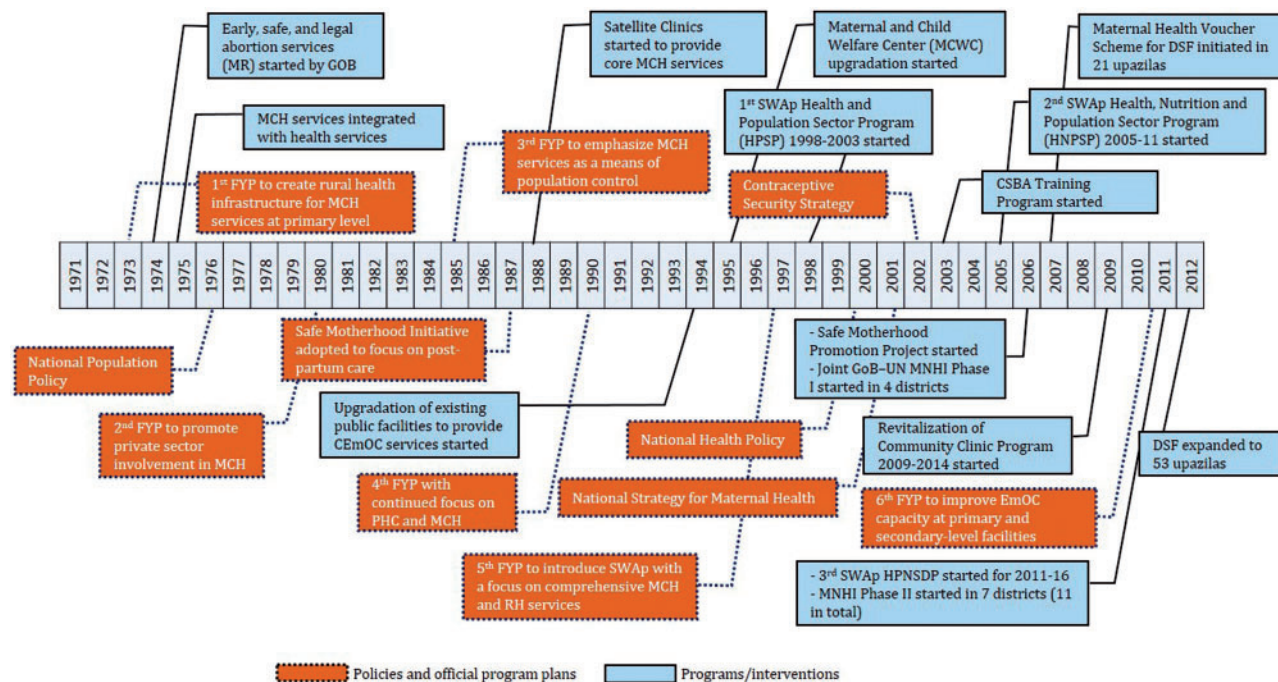 Early, safe, and legal
abortion services
(MR) started by GOB
Satellite Clinics
started to provide
core MCH services
Maternal and Child
Welfare Center (MCWC)
upgradation started
Maternal Health Voucher
Scheme for DSF initiated in
21 upazilas
MCH services integrated
with health services
1st SWAp Health and
Population Sector Program
(HPSP) 1998-2003 started
2nd SWAp Health, Nutrition and
Population Sector Program
(HNPSP) 2005-11 started
3rd FYP to emphasize MCH
services as a means of
population control
1st FYP to create rural health
infrastructure for MCH
services at primary level
Contraceptive
Security Strategy
CSBA Training
Program started
1971
1972
1973
1974
1975
1976
1977
1978
1979
1980
1981
1982
1983
1984
1985
1986
1987
1988
1989
1990
1991
1992
1993
1994
1995
1996
1997
1998
1999
2000
2001
2002
2003
2004
2005
2006
2007
2008
2009
2010
2011
2012
National Population
Policy
Safe Motherhood Initiative
adopted to focus on post-
partum care
- Safe Motherhood
Promotion Project started
- Joint GoB–UN MNHI Phase
I started in 4 districts
2nd FYP to promote
private sector
involvement in MCH
Upgradation of existing
public facilities to provide
CEmOC services started
National Health Policy
Revitalization of
Community Clinic Program
2009-2014 started
DSF expanded to
53 upazilas
4th FYP with
continued focus on
PHC and MCH
National Strategy for Maternal Health
6th FYP to improve EmOC
capacity at primary and
secondary-level facilities
5th FYP to introduce SWAp with
a focus on comprehensive MCH
and RH services
- 3rd SWAp HPNSDP started for 2011-16
- MNHI Phase II started in 7 districts (11
in total)
Policies and official program plans
Programs/interventions